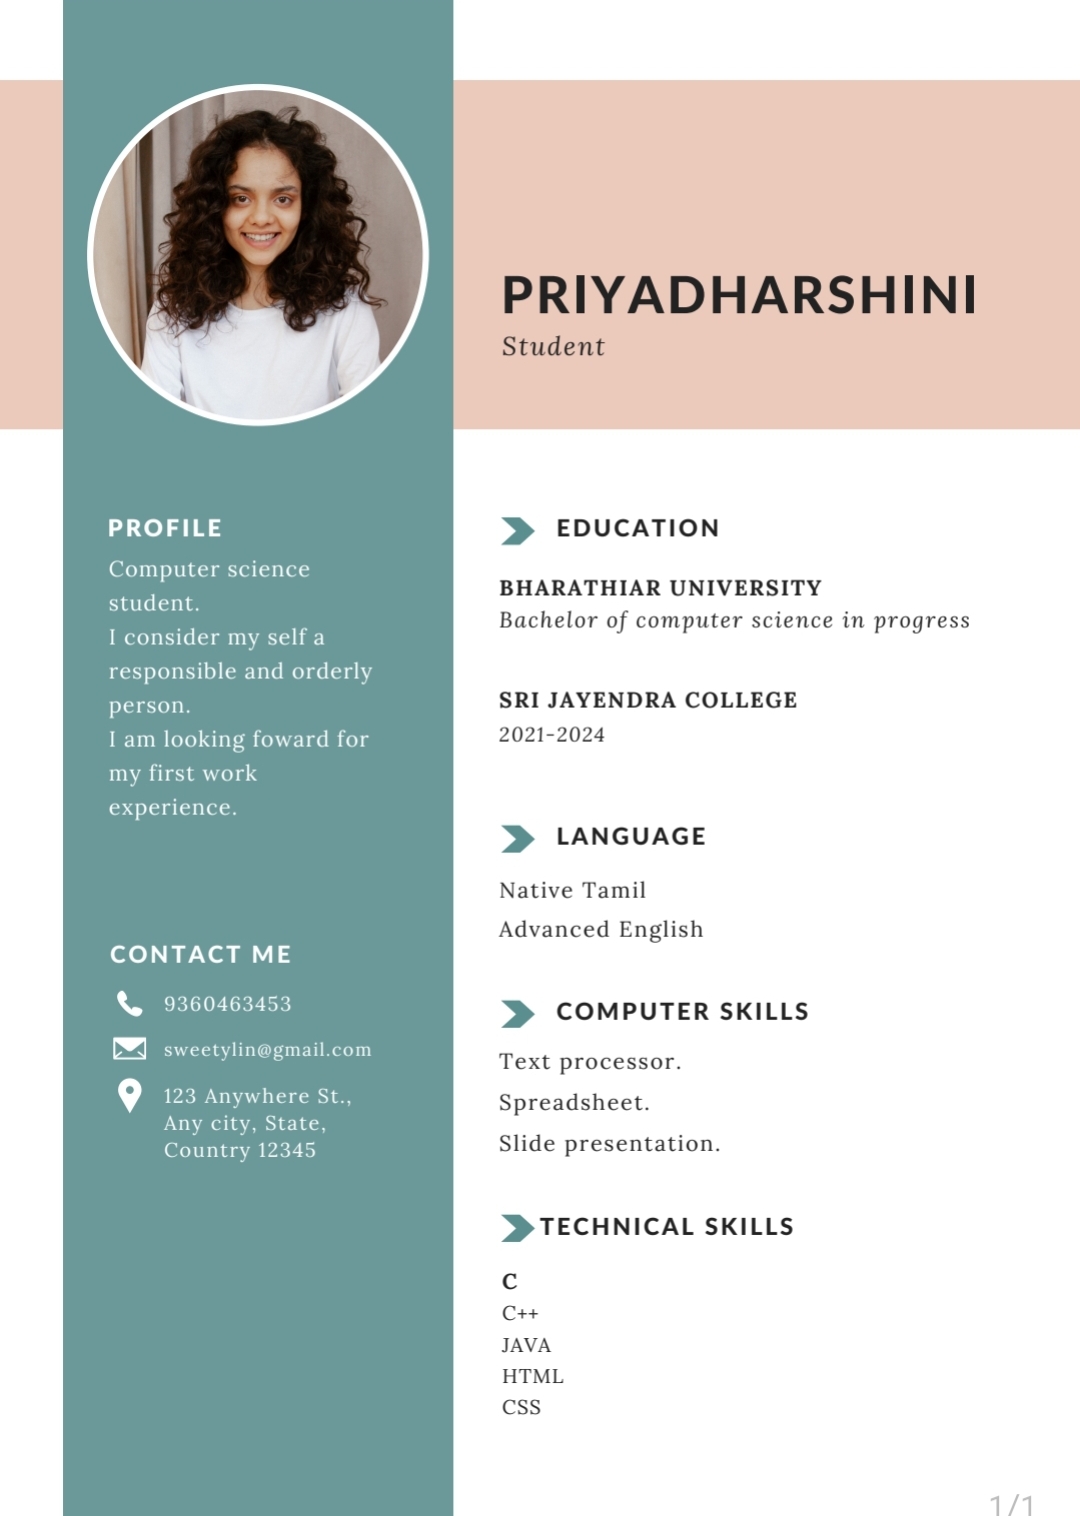 PRIYADHARSHINI
Student
PROFILE
Computer science
student.
I consider my self a
responsible and orderly
person.
I am looking foward for
my first work
experience.
CONTACT ME
9360463453
sweetylin@gmail.com
123 Anywhere St.,
Any city, State,
Country 12345
EDUCATION
BHARATHIAR UNIVERSITY
Bachelor of computer science in progress
SRI JAYENDRA COLLEGE
2021-2024
LANGUAGE
Native Tamil
Advanced English
COMPUTER SKILLS
Text processor.
Spreadsheet.
Slide presentation.
TECHNICAL SKILLS
C
C++
JAVA
HTML
CSS
1/1